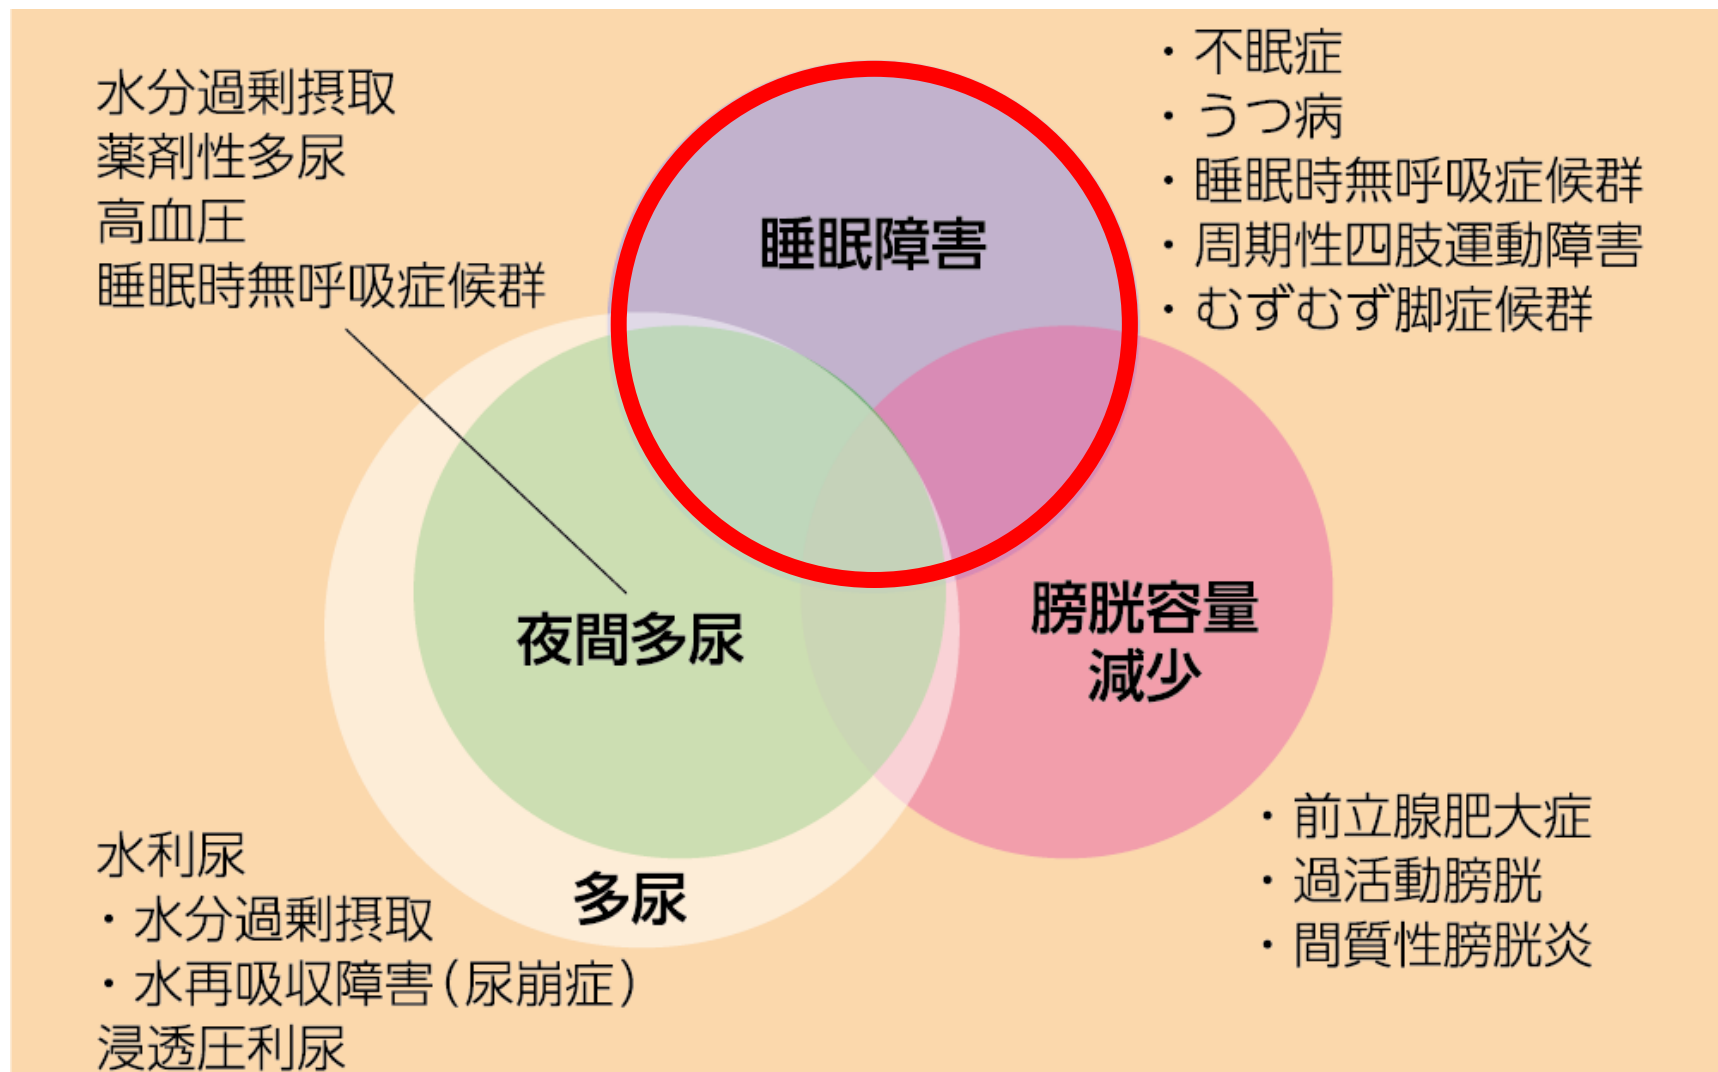 水分過剰摂取
薬剤性多尿
高血圧
睡眠時無呼吸症候群
・不眠症
・うつ病
・睡眠時無呼吸症候群
・周期性四肢運動障害
・むずむず脚症候群
睡眠障害
夜間多尿
膀胱容量
減少
多尿
水利尿
・水分過剰摂取
・水再吸収障害(尿崩症)
浸透圧利尿
・前立腺肥大症
・過活動膀胱
・間質性膀胱炎